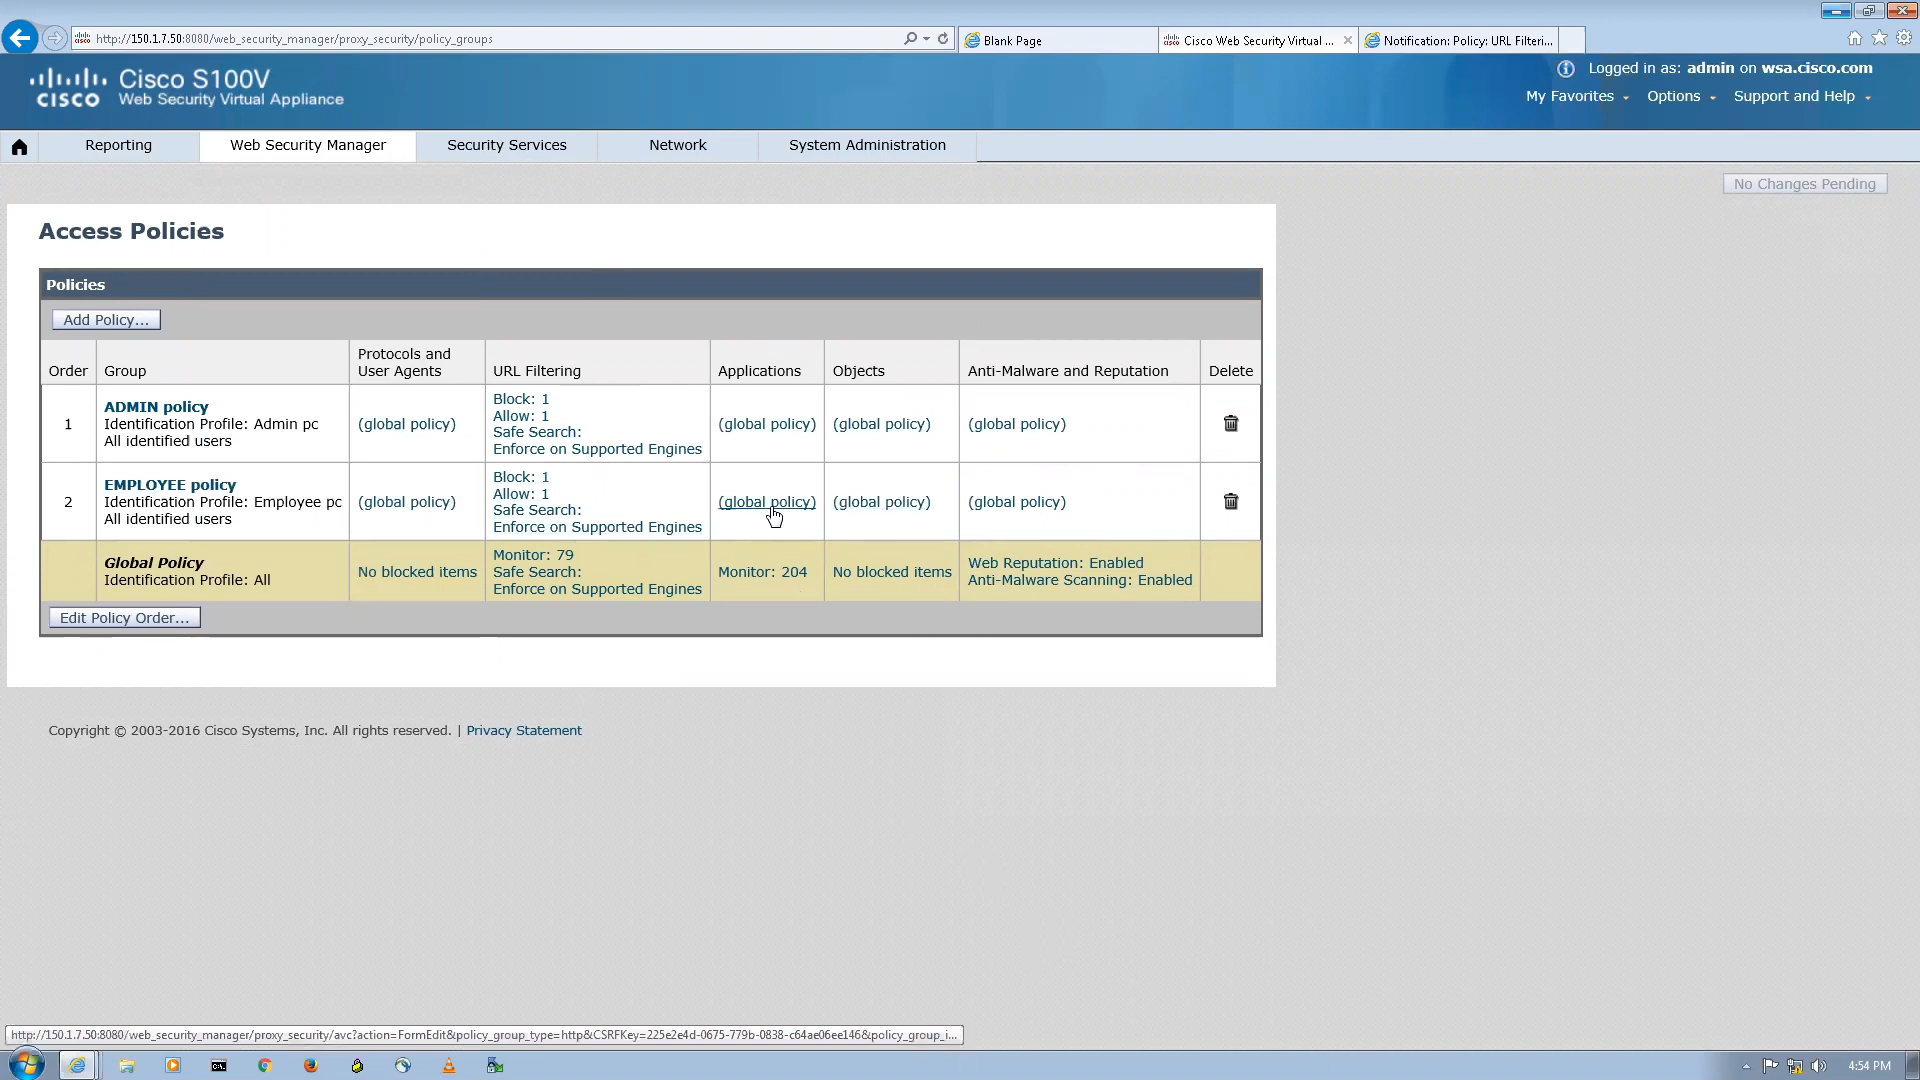 http://150.1.7.50:8080/web_security_manager/proxy_security/policy_groups
Blank Page
Cisco Web Security Virtual ...
Notification: Policy: URL Filteri...
cisco
Cisco S100V
Web Security Virtual Appliance
Logged in as: admin on wsa.cisco.com
My Favorites
Options
Support and Help
Reporting
Web Security Manager
Security Services
Network
System Administration
No Changes Pending
Access Policies
Policies
Add Policy...
Order
Group
Protocols and
User Agents
URL Filtering
Applications
Objects
Anti-Malware and Reputation
Delete
1
ADMIN policy
Identification Profile: Admin pc
All identified users
(global policy)
Block: 1
Allow: 1
Safe Search:
Enforce on Supported Engines
(global policy)
(global policy)
(global policy)
2
EMPLOYEE policy
Identification Profile: Employee pc
All identified users
(global policy)
Block: 1
Allow: 1
Safe Search:
Enforce on Supported Engines
(global policy)
(global policy)
(global policy)
Global Policy
Identification Profile: All
No blocked items
Monitor: 79
Safe Search:
Enforce on Supported Engines
Monitor: 204
No blocked items
Web Reputation: Enabled
Anti-Malware Scanning: Enabled
Edit Policy Order...
Copyright © 2003-2016 Cisco Systems, Inc. All rights reserved. | Privacy Statement
http://150.1.7.50:8080/web_security_manager/proxy_security/avc?action=FormEdit&policy_group_type=http&CSRFKey=225e2e4d-0675-779b-0838-c64ae06ee146&policy_group_i...
4:54 PM